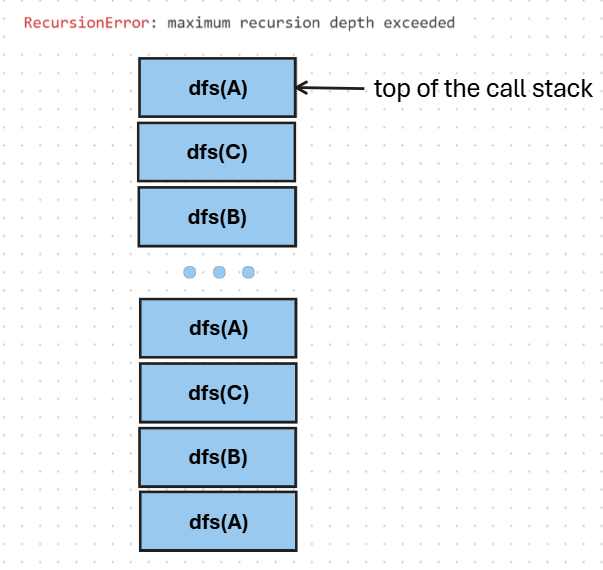 RecursionError: maximum recursion depth exceeded
dfs(A)
top of the call stack
dfs(C)
dfs(B)
dfs(A)
dfs(C)
dfs(B)
dfs(A)